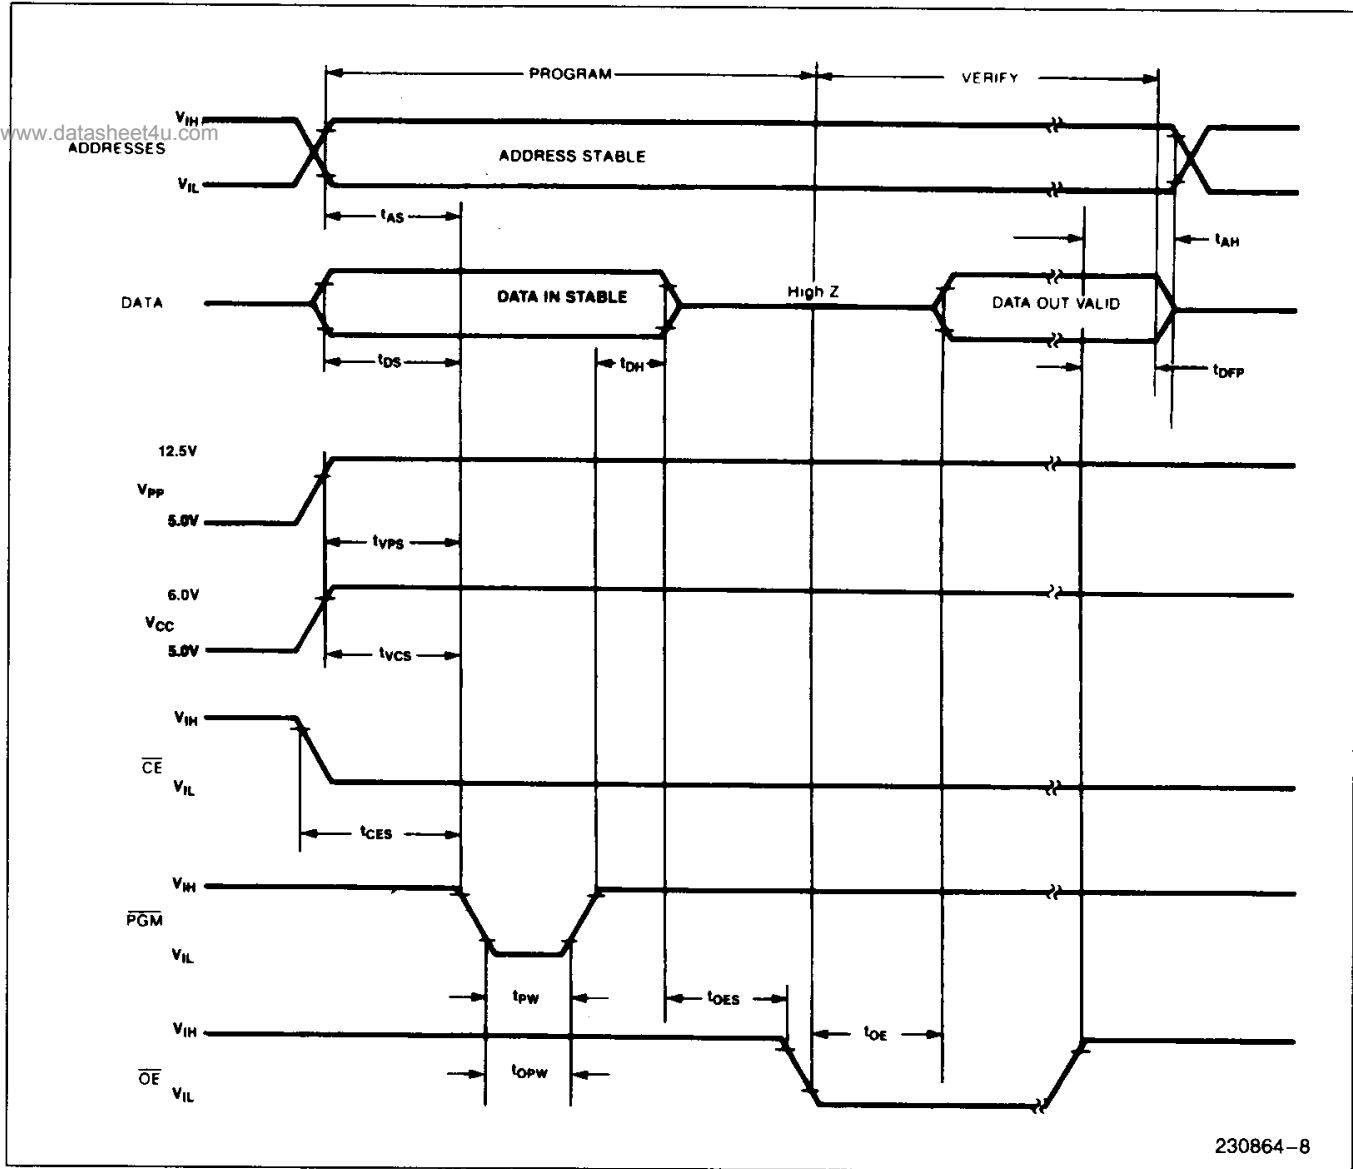 PROGRAM
VERIFY
www.datasheet4u.com
VIH
ADDRESSES
VIL
ADDRESS STABLE
tAS
tAH
DATA
DATA IN STABLE
High Z
DATA OUT VALID
tDS
tDH
tDFP
12.5V
VPP
5.0V
tVPS
6.0V
VCC
5.0V
tVCS
VIH
CE
VIL
tCES
VIH
PGM
VIL
tPW
tOES
VIH
tOE
OE
VIL
tOPW
230864-8